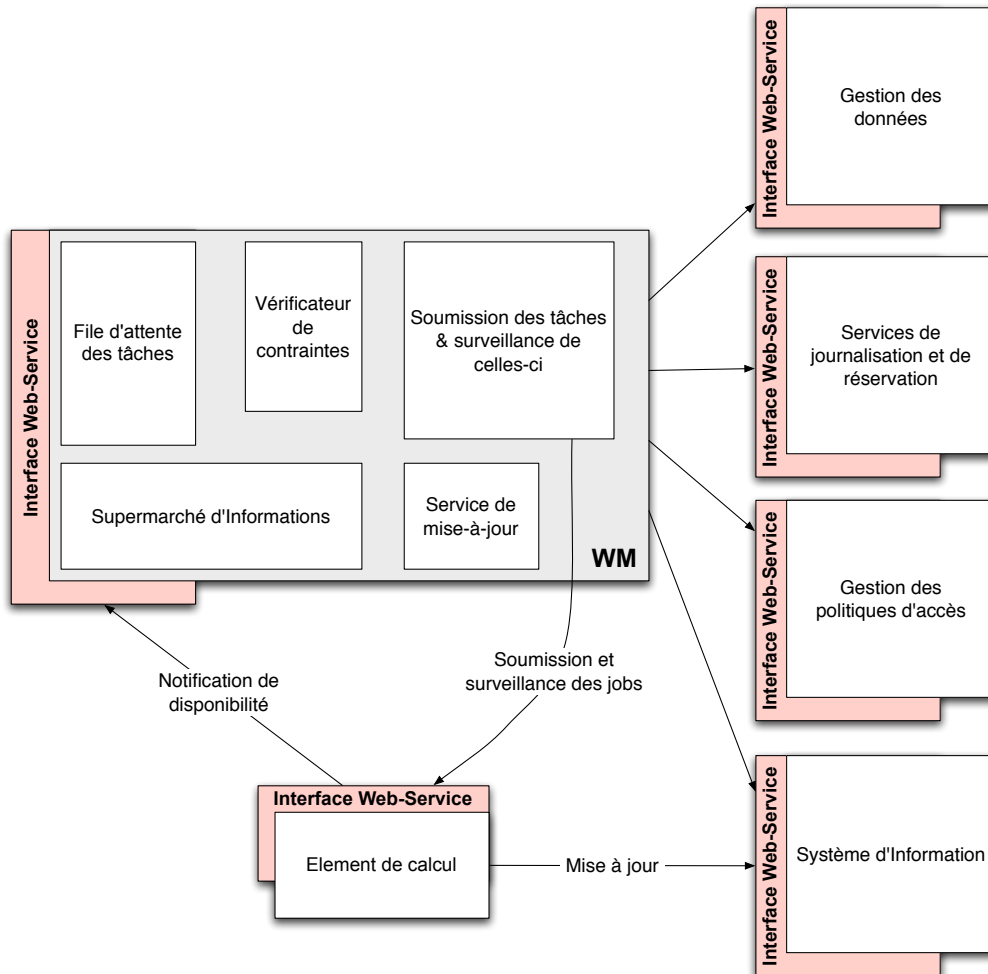 Interface Web-Service
Gestion des
données
Interface Web-Service
File d'attente
des tâches
Vérificateur
de
contraintes
Soumission des tâches
& surveillance de
celles-ci
Supermarché d'Informations
Service de
mise-à-jour
WM
Interface Web-Service
Services de
journalisation et de
réservation
Interface Web-Service
Gestion des
politiques d'accès
Notification de
disponibilité
Soumission et
surveillance des jobs
Interface Web-Service
Element de calcul
Mise à jour
Interface Web-Service
Système d'Information